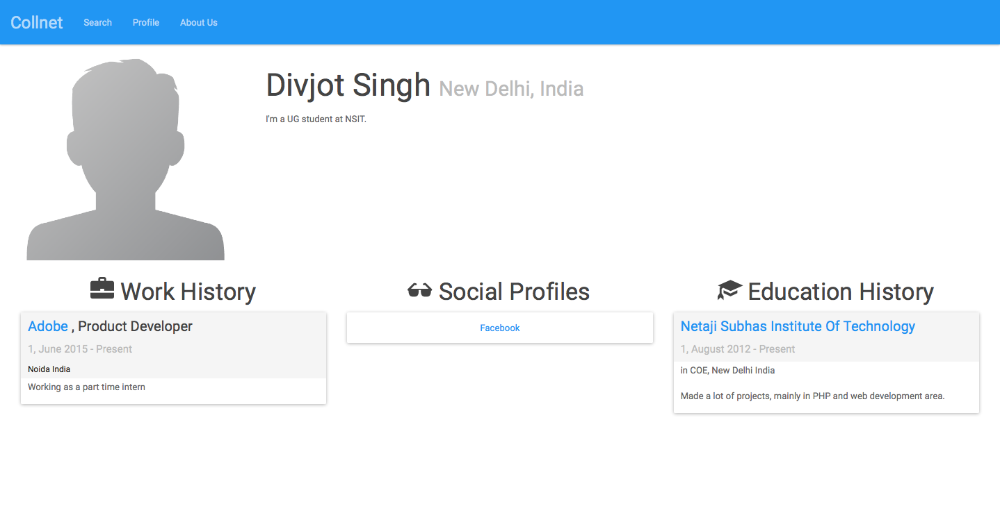 Collnet Search Profile About Us
Divjot Singh New Delhi, India
I'm a UG student at NSIT.
Work History
Adobe , Product Developer
1, June 2015 - Present
Noida India
Working as a part time intern
Social Profiles
Facebook
Education History
Netaji Subhas Institute Of Technology
1, August 2012 - Present
in COE, New Delhi India
Made a lot of projects, mainly in PHP and web development area.